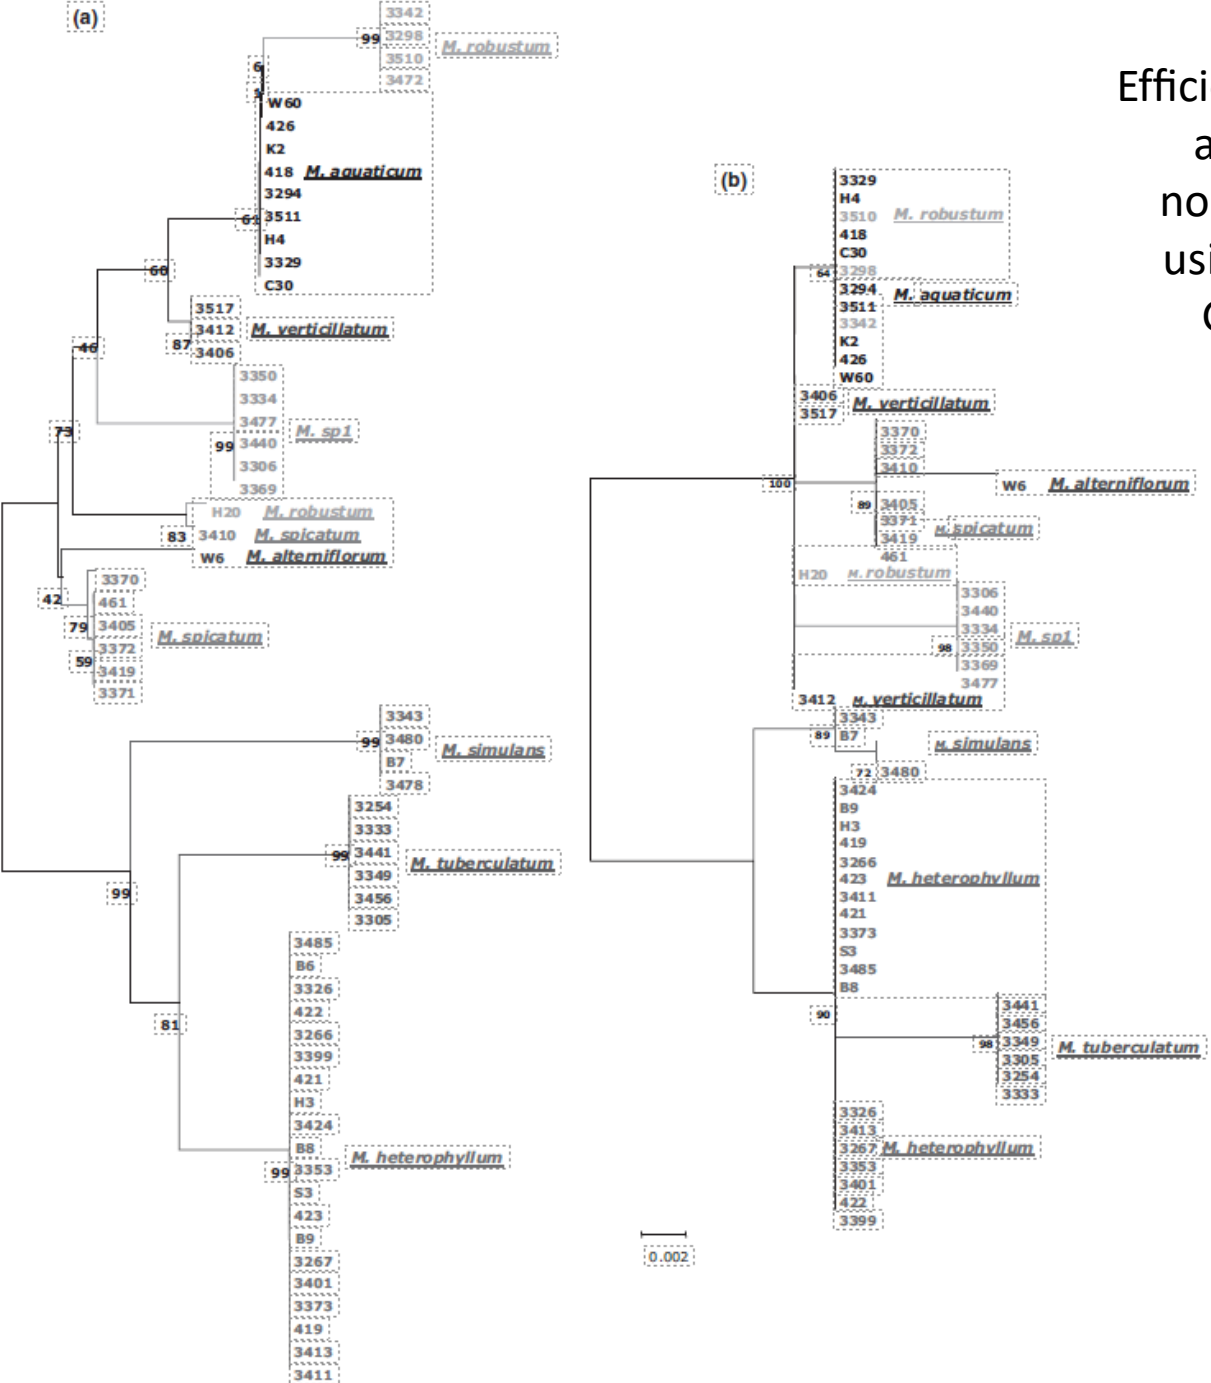 (a)
3342
99 3298 M. robustum
3510
6 3472
W60
426
K2
418 M. aquaticum
3294
61 3511
H4
3329
C30
60
3517
3412 M. verticillatum
87 3406
46
3350
3334
3477 M. sp1
73
99 3440
3306
3369
H20 M. robustum
83 3410 M. spicatum
W6 M. alterniflorum
3370
42 461
79 3405 M. spicatum
3372
59 3419
3371
3343
99 3480 M. simulans
B7
3478
3254
3333
99 3441 M. tuberculatum
3349
3456
3305
99
3485
B6
3326
422
81
3266
3399
421
H3
3424
B8
99 3353 M. heterophyllum
S3
423
B9
3267
3401
3373
419
3413
3411
Effici
a
no
usi
(b)
3329
H4
3510 M. robustum
418
C30
64 3298
3294 M. aquaticum
3511
3342
K2
426
W60
3406 M. verticillatum
3517
3370
3372
3410
100
W6 M. alterniflorum
89 3405
3371 M. spicatum
3419
461
H20 M. robustum
3306
3440
3334 M. sp1
98 3350
3369
3477
3412 M. verticillatum
3343
89 B7 M. simulans
72 3480
3424
B9
H3
419
3266
423 M. heterophyllum
3411
421
3373
S3
3485
B8
90
3441
3456
98 3349 M. tuberculatum
3305
3254
3333
3326
3413
3267 M. heterophyllum
3353
3401
422
3399
0.002